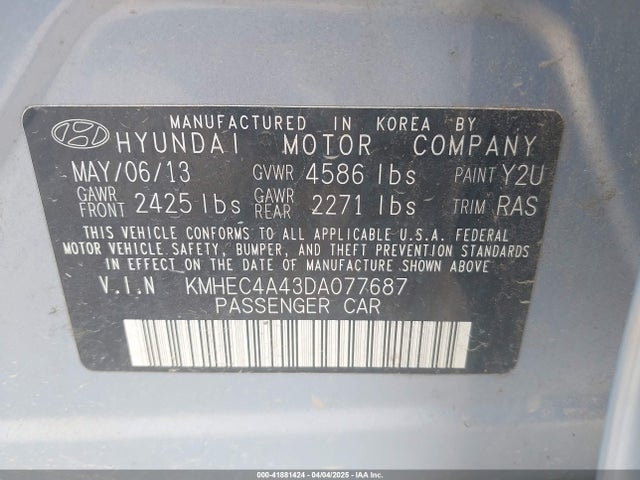 MANUFACTURED IN KOREA BY
HYUNDAI MOTOR COMPANY
MAY/06/13 GVWR 4586 lbs PAINT Y2U
GAWR FRONT 2425 lbs GAWR REAR 2271 lbs TRIM RAS
THIS VEHICLE CONFORMS TO ALL APPLICABLE U.S.A. FEDERAL
MOTOR VEHICLE SAFETY, BUMPER, AND THEFT PREVENTION STANDARDS
IN EFFECT ON THE DATE OF MANUFACTURE SHOWN ABOVE.
V.I.N KMHEC4A43DA077687
PASSENGER CAR
000-41881424 - 04/04/2025 - IAA, Inc.